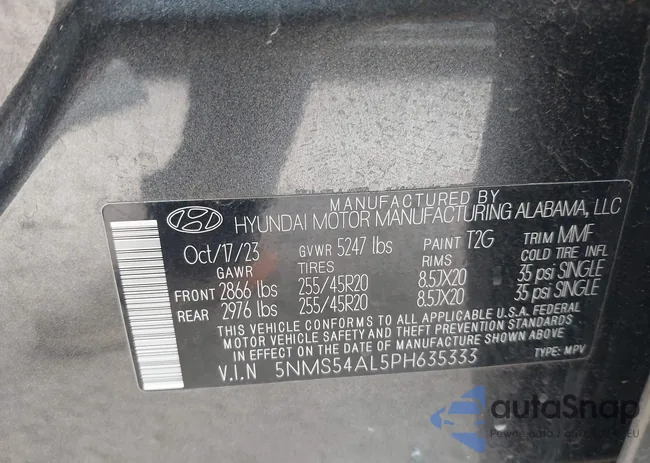 MANUFACTURED BY
HYUNDAI MOTOR MANUFACTURING ALABAMA, LLC
Oct/17/23 GVWR 5247 lbs PAINT T2G TRIM MMF
GAWR TIRES RIMS COLD TIRE INFL
FRONT 2866 lbs 255/45R20 8.5JX20 35 psi SINGLE
REAR 2976 lbs 255/45R20 8.5JX20 35 psi SINGLE
THIS VEHICLE CONFORMS TO ALL APPLICABLE U.S.A. FEDERAL
MOTOR VEHICLE SAFETY AND THEFT PREVENTION STANDARDS
IN EFFECT ON THE DATE OF MANUFACTURE SHOWN ABOVE
V.I.N 5NMS54AL5PH635333 TYPE: MPV
autoSnap